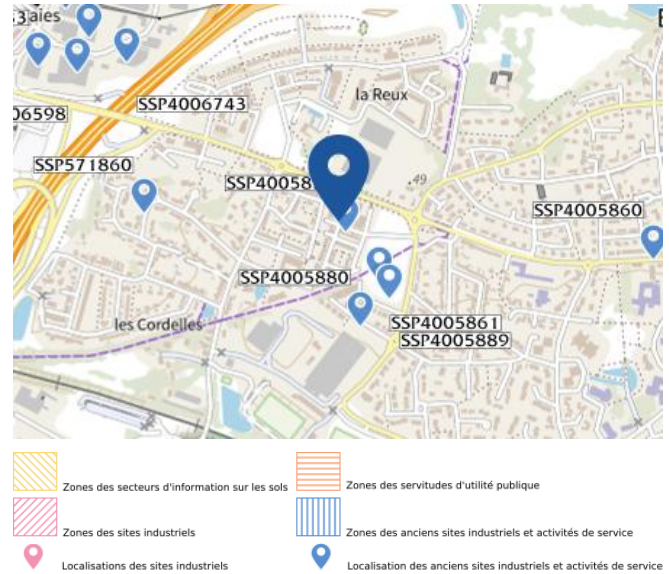 53
aies
SSP4006743
la Reux
06598
SSP571860
SSP40058
.49
SSP4005860
SSP4005880
les Cordelles
SSP4005861
SSP4005889
Zones des secteurs d'information sur les sols
Zones des servitudes d'utilité publique
Zones des sites industriels
Zones des anciens sites industriels et activités de service
Localisations des sites industriels
Localisation des anciens sites industriels et activités de service